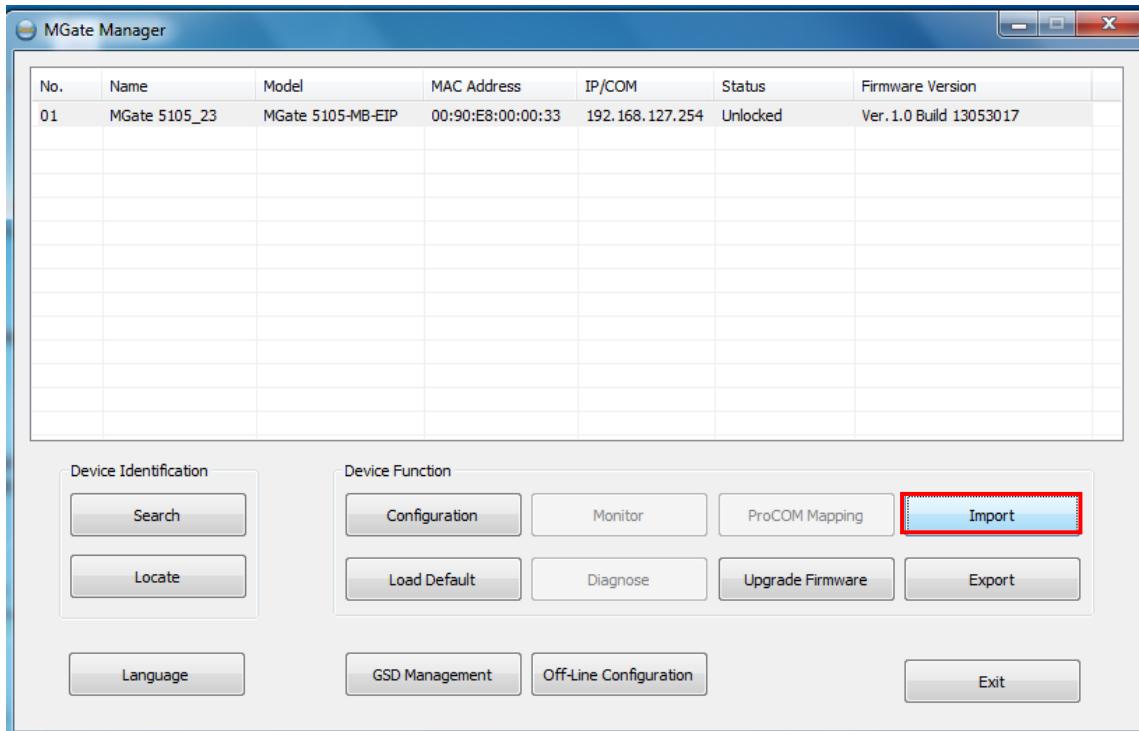 MGate Manager
No. Name Model MAC Address IP/COM Status Firmware Version
01 MGate 5105_23 MGate 5105-MB-EIP 00:90:E8:00:00:33 192.168.127.254 Unlocked Ver.1.0 Build 13053017
Device Identification Device Function
Search Configuration Monitor ProCOM Mapping Import
Locate Load Default Diagnose Upgrade Firmware Export
Language GSD Management Off-Line Configuration Exit